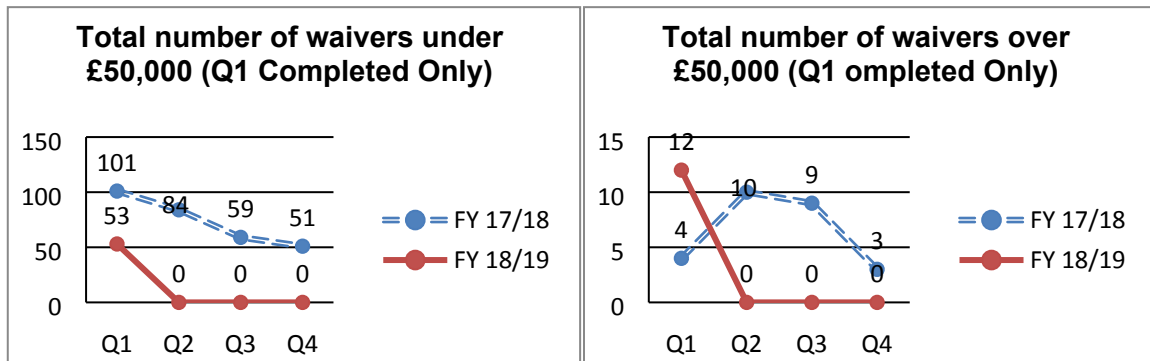 Total number of waivers under
£50,000 (Q1 Completed Only)
150
100
50
0
101
84
59
51
53
0
0
0
Q1 Q2 Q3 Q4
FY 17/18
FY 18/19
Total number of waivers over
£50,000 (Q1 ompleted Only)
15
10
5
0
12
4
10
9
3
0
0
0
Q1 Q2 Q3 Q4
FY 17/18
FY 18/19